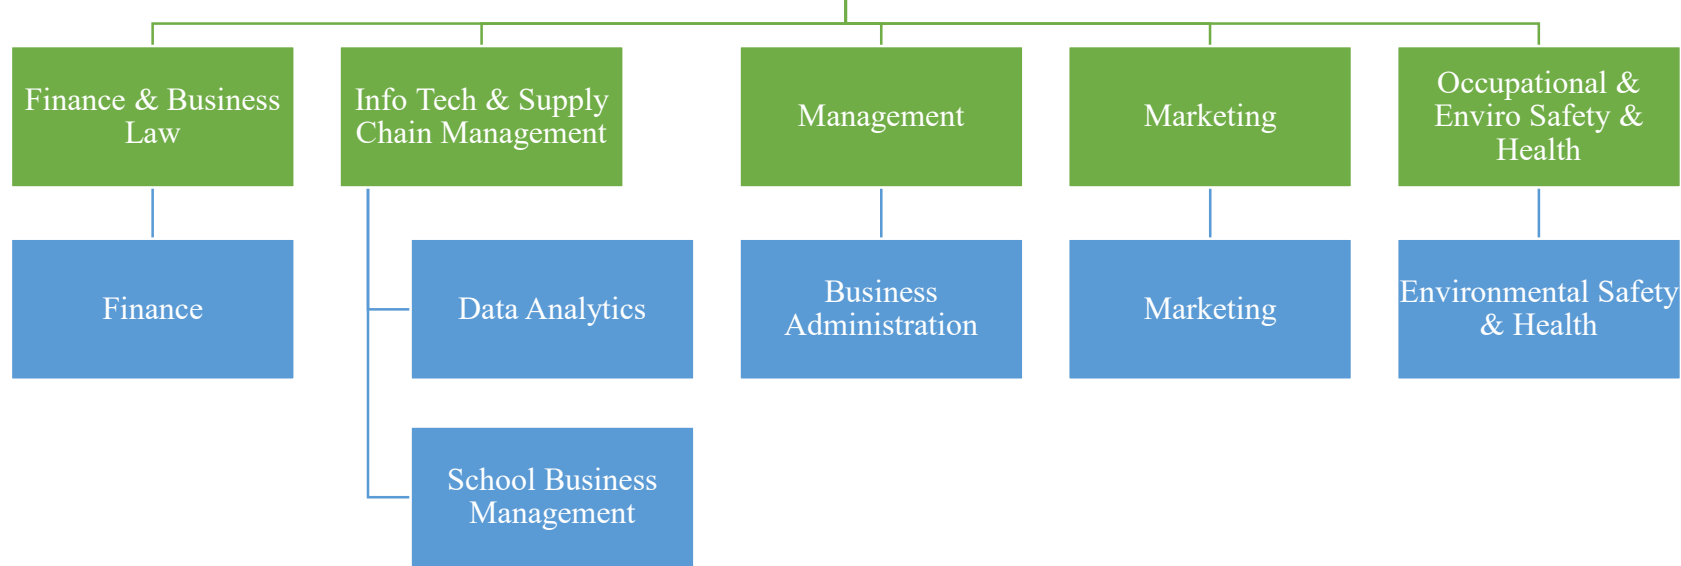 Finance & Business
Law
Info Tech & Supply
Chain Management
Management
Marketing
Occupational &
Enviro Safety &
Health
Finance
Data Analytics
Business
Administration
Marketing
Environmental Safety
& Health
School Business
Management